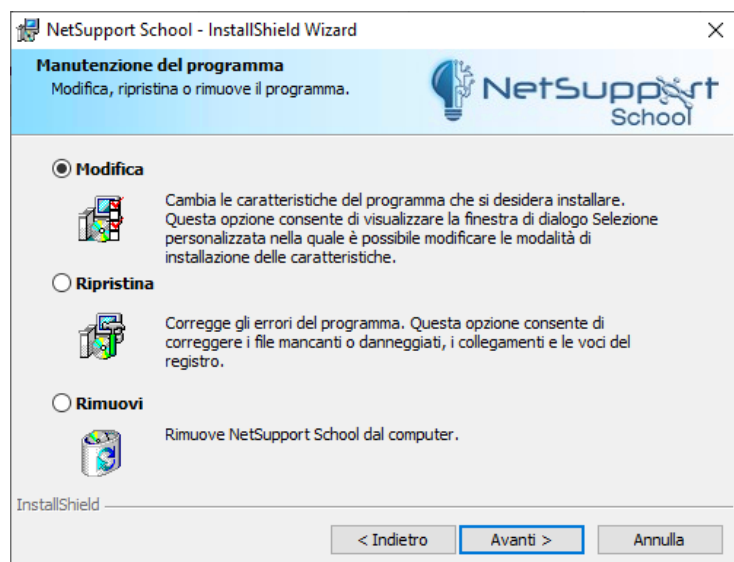 NetSupport School - InstallShield Wizard
Manutenzione del programma
Modifica, ripristina o rimuove il programma.
NetSupport
School
Modifica
Cambia le caratteristiche del programma che si desidera installare.
Questa opzione consente di visualizzare la finestra di dialogo Selezione
personalizzata nella quale è possibile modificare le modalità di
installazione delle caratteristiche.
Ripristina
Corregge gli errori del programma. Questa opzione consente di
correggere i file mancanti o danneggiati, i collegamenti e le voci del
registro.
Rimuovi
Rimuove NetSupport School dal computer.
InstallShield
< Indietro
Avanti >
Annulla